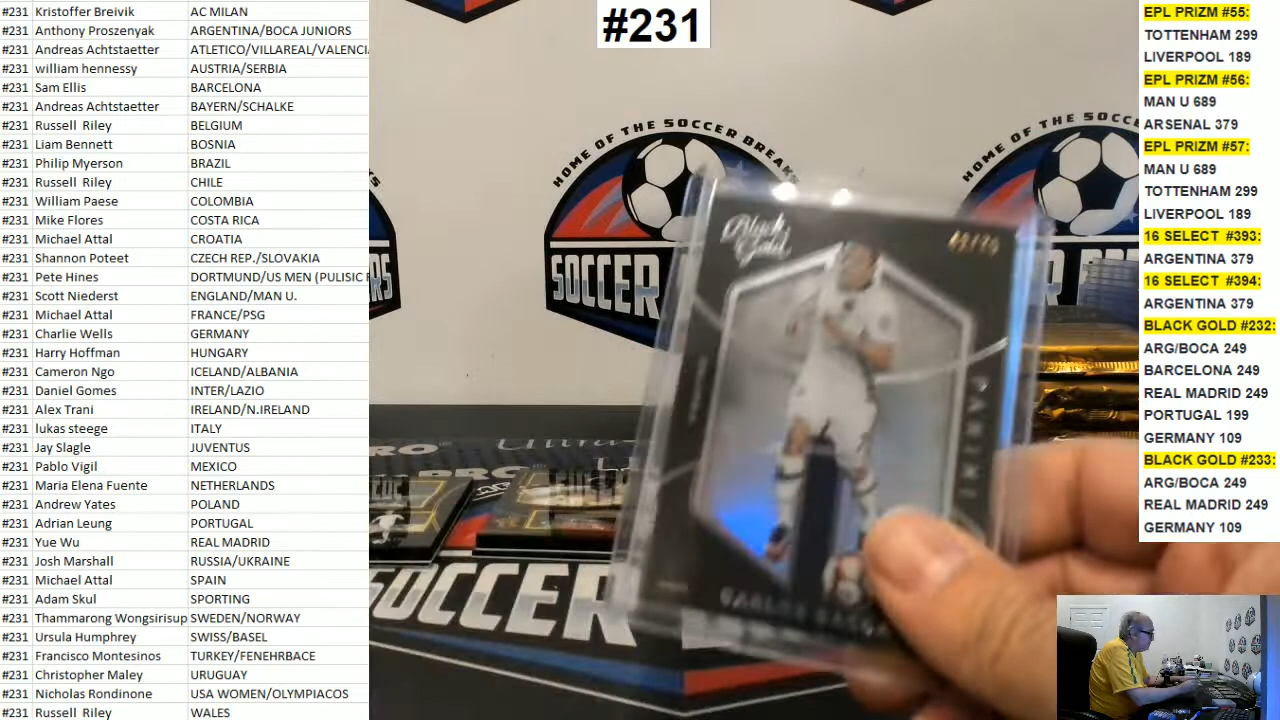 #231 Kristoffer Breivik AC MILAN
#231 Anthony Proszenyak ARGENTINA/BOCA JUNIORS
#231 Andreas Achtstaetter ATLETICO/VILLAREAL/VALENCI
#231 william hennessy AUSTRIA/SERBIA
#231 Sam Ellis BARCELONA
#231 Andreas Achtstaetter BAYERN/SCHALKE
#231 Russell Riley BELGIUM
#231 Liam Bennett BOSNIA
#231 Philip Myerson BRAZIL
#231 Russell Riley CHILE
#231 William Paese COLOMBIA
#231 Mike Flores COSTA RICA
#231 Michael Attal CROATIA
#231 Shannon Poteet CZECH REP./SLOVAKIA
#231 Pete Hines DORTMUND/US MEN (PULISIC
#231 Scott Niederst ENGLAND/MAN U.
#231 Michael Attal FRANCE/PSG
#231 Charlie Wells GERMANY
#231 Harry Hoffman HUNGARY
#231 Cameron Ngo ICELAND/ALBANIA
#231 Daniel Gomes INTER/LAZIO
#231 Alex Trani IRELAND/N.IRELAND
#231 lukas steege ITALY
#231 Jay Slagle JUVENTUS
#231 Pablo Vigil MEXICO
#231 Maria Elena Fuente NETHERLANDS
#231 Andrew Yates POLAND
#231 Adrian Leung PORTUGAL
#231 Yue Wu REAL MADRID
#231 Josh Marshall RUSSIA/UKRAINE
#231 Michael Attal SPAIN
#231 Adam Skul SPORTING
#231 Thammarong Wongsirisup SWEDEN/NORWAY
#231 Ursula Humphrey SWISS/BASEL
#231 Francisco Montesinos TURKEY/FENEHRBACE
#231 Christopher Maley URUGUAY
#231 Nicholas Rondinone USA WOMEN/OLYMPIACOS
#231 Russell Riley WALES
#231
HOME OF THE SOCCER BREAKS
SOCCER
HOME OF THE SOCCE
Black
Gold
SOCCER
EPL PRIZM #55:
TOTTENHAM 299
LIVERPOOL 189
EPL PRIZM #56:
MAN U 689
ARSENAL 379
EPL PRIZM #57:
MAN U 689
TOTTENHAM 299
LIVERPOOL 189
16 SELECT #393:
ARGENTINA 379
16 SELECT #394:
ARGENTINA 379
BLACK GOLD #232:
ARG/BOCA 249
BARCELONA 249
REAL MADRID 249
PORTUGAL 199
GERMANY 109
BLACK GOLD #233:
ARG/BOCA 249
REAL MADRID 249
GERMANY 109